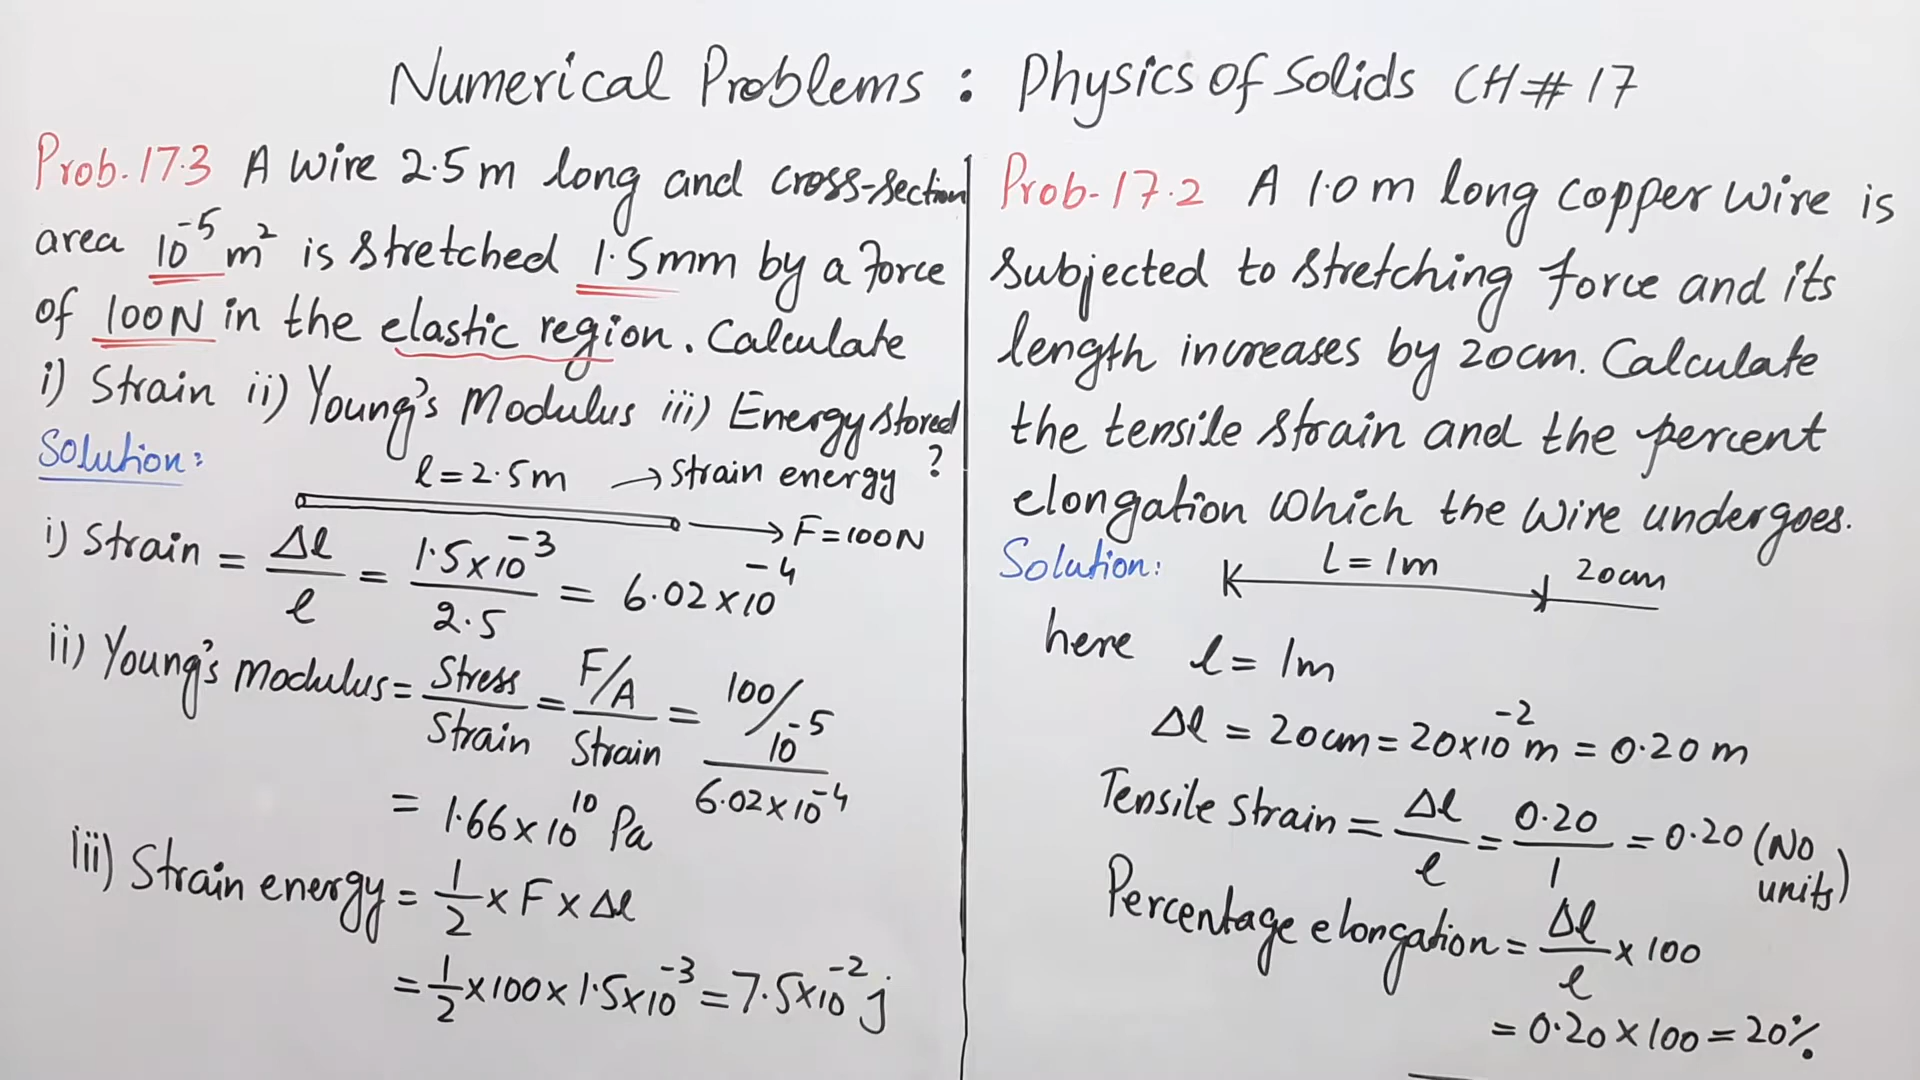 Numerical Problems : Physics of Solids CH# 17
Prob. 17.3 A wire 2.5 m long and cross-section
area 10⁻⁵ m² is stretched 1.5mm by a force
of 100N in the elastic region. Calculate
i) Strain ii) Young's Modulus iii) Energy stored
?
Solution:
l = 2.5m → Strain energy
→ F = 100N
i) Strain = Δl/l = 1.5×10⁻³/2.5 = 6.02×10⁻⁴
ii) Young's Modulus = Stress/Strain = F/A/Strain = 100/10⁻⁵/6.02×10⁻⁴
= 1.66×10¹⁰ Pa
iii) Strain energy = 1/2 × F × Δl
= 1/2 × 100 × 1.5×10⁻³ = 7.5×10⁻² j
Prob-17.2 A 1.0 m long copper wire is
subjected to stretching force and its
length increases by 20cm. Calculate
the tensile strain and the percent
elongation which the wire undergoes.
Solution:
L = 1m 20cm
here l = 1m
Δl = 20cm = 20×10⁻² m = 0.20 m
Tensile strain = Δl/l = 0.20/1 = 0.20 (No units)
Percentage elongation = Δl/l × 100
= 0.20 × 100 = 20%